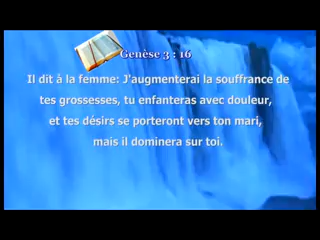 Genèse 3 : 16
Il dit à la femme: J'augmenterai la souffrance de
tes grossesses, tu enfanteras avec douleur,
et tes désirs se porteront vers ton mari,
mais il dominera sur toi.